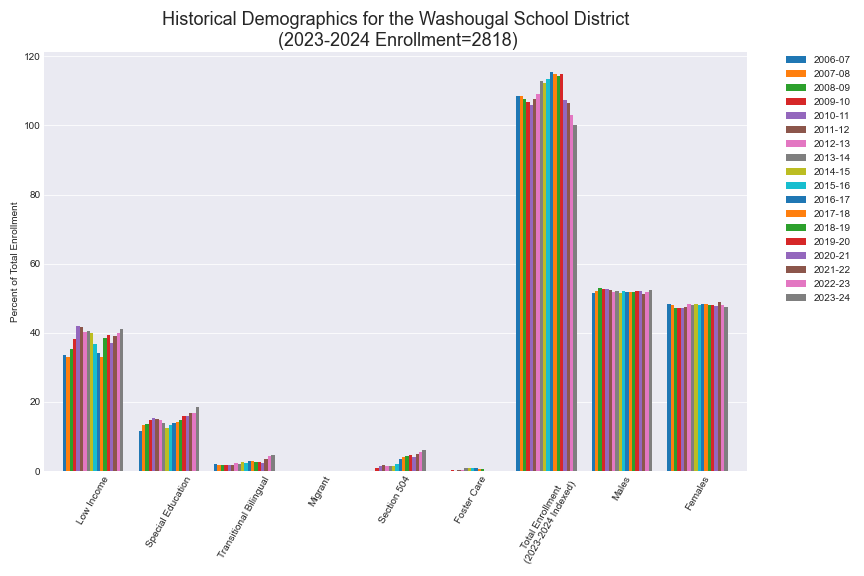 Historical Demographics for the Washougal School District
(2023-2024 Enrollment=2818)
Percent of Total Enrollment
120
100
80
60
40
20
0
Low Income
Special Education
Transitional Bilingual
Migrant
Section 504
Foster Care
Total Enrollment
(2023-2024 Indexed)
Males
Females
2006-07
2007-08
2008-09
2009-10
2010-11
2011-12
2012-13
2013-14
2014-15
2015-16
2016-17
2017-18
2018-19
2019-20
2020-21
2021-22
2022-23
2023-24